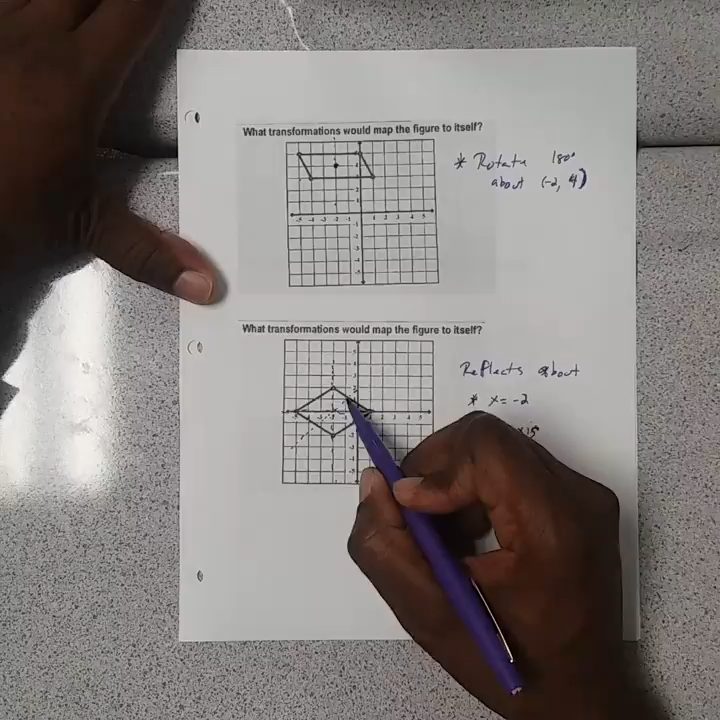 What transformations would map the figure to itself?
* Rotate 180°
about (-2, 4)
What transformations would map the figure to itself?
Reflects about
* x = -2